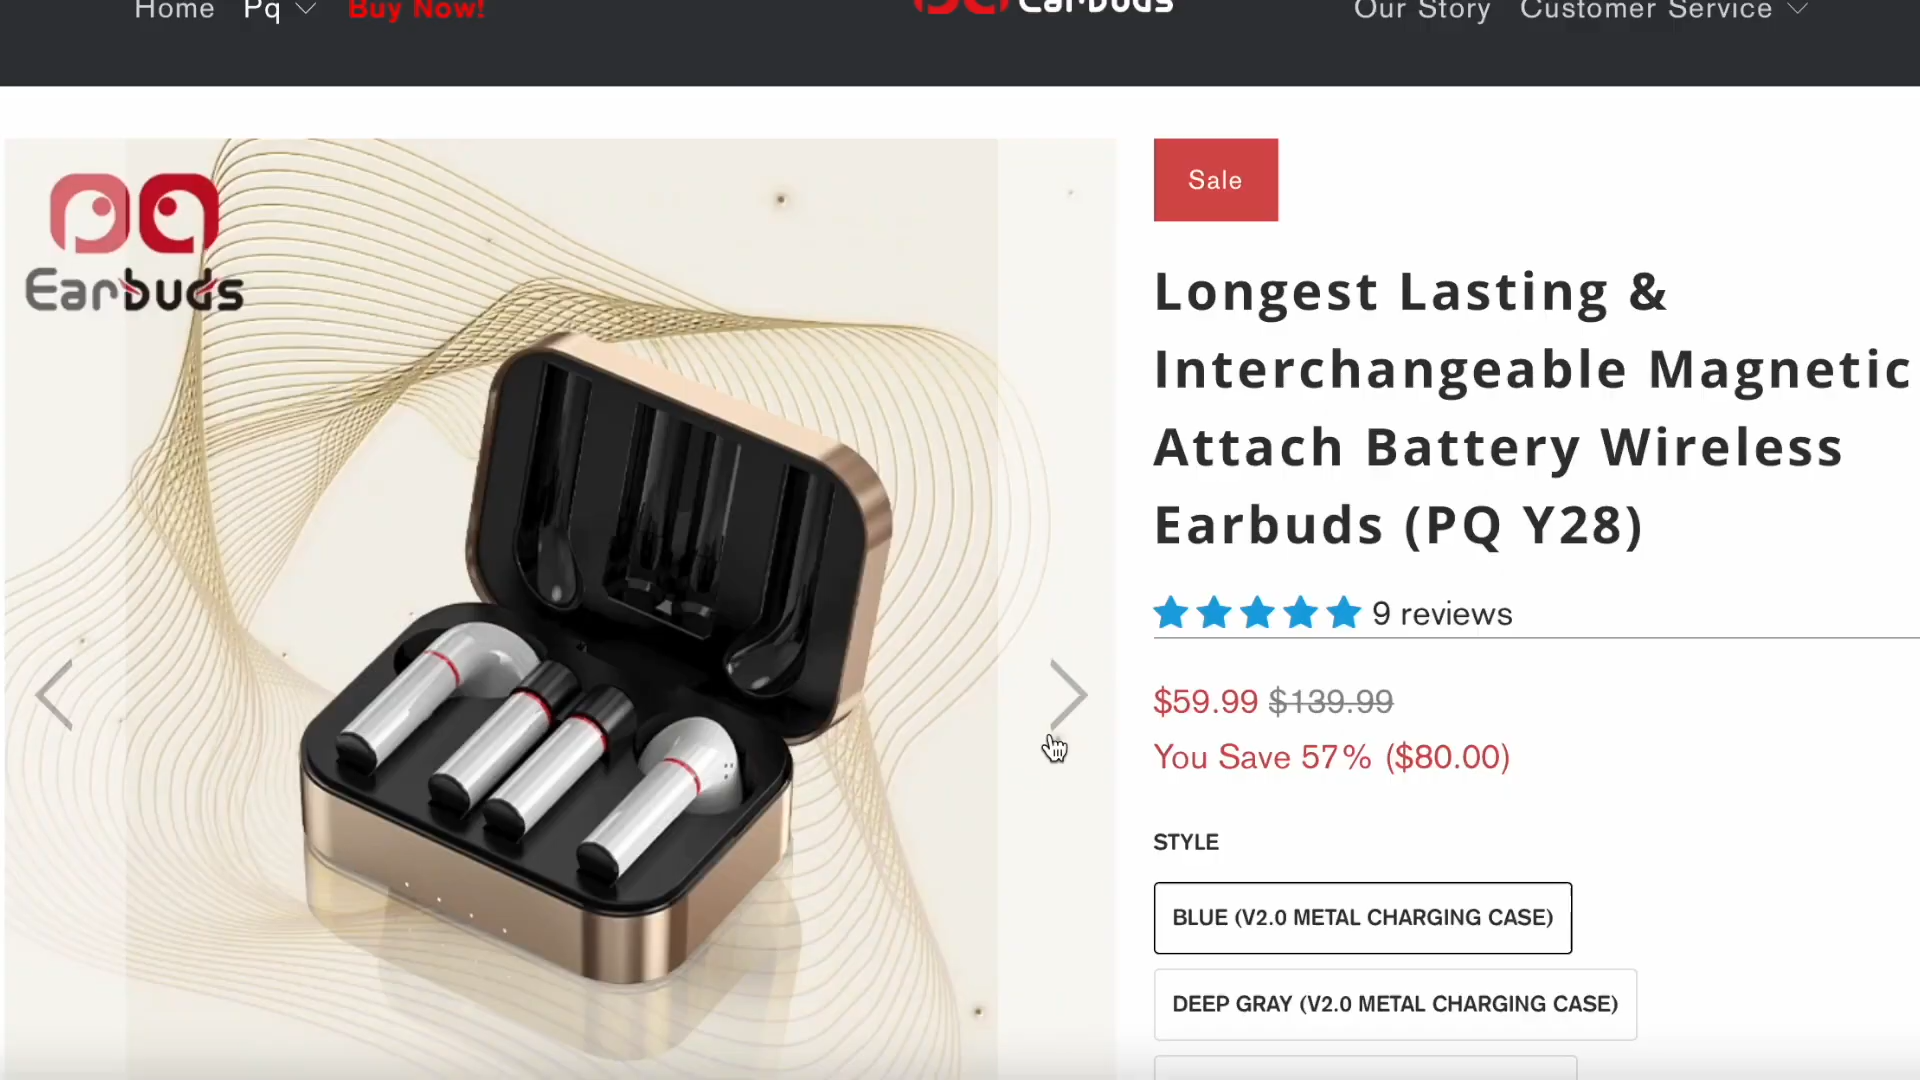 Home Pq Buy Now!
Earbuds
Our Story Customer Service
pq
Earbuds
Sale
Longest Lasting &
Interchangeable Magnetic
Attach Battery Wireless
Earbuds (PQ Y28)
9 reviews
$59.99 $139.99
You Save 57% ($80.00)
STYLE
BLUE (V2.0 METAL CHARGING CASE)
DEEP GRAY (V2.0 METAL CHARGING CASE)